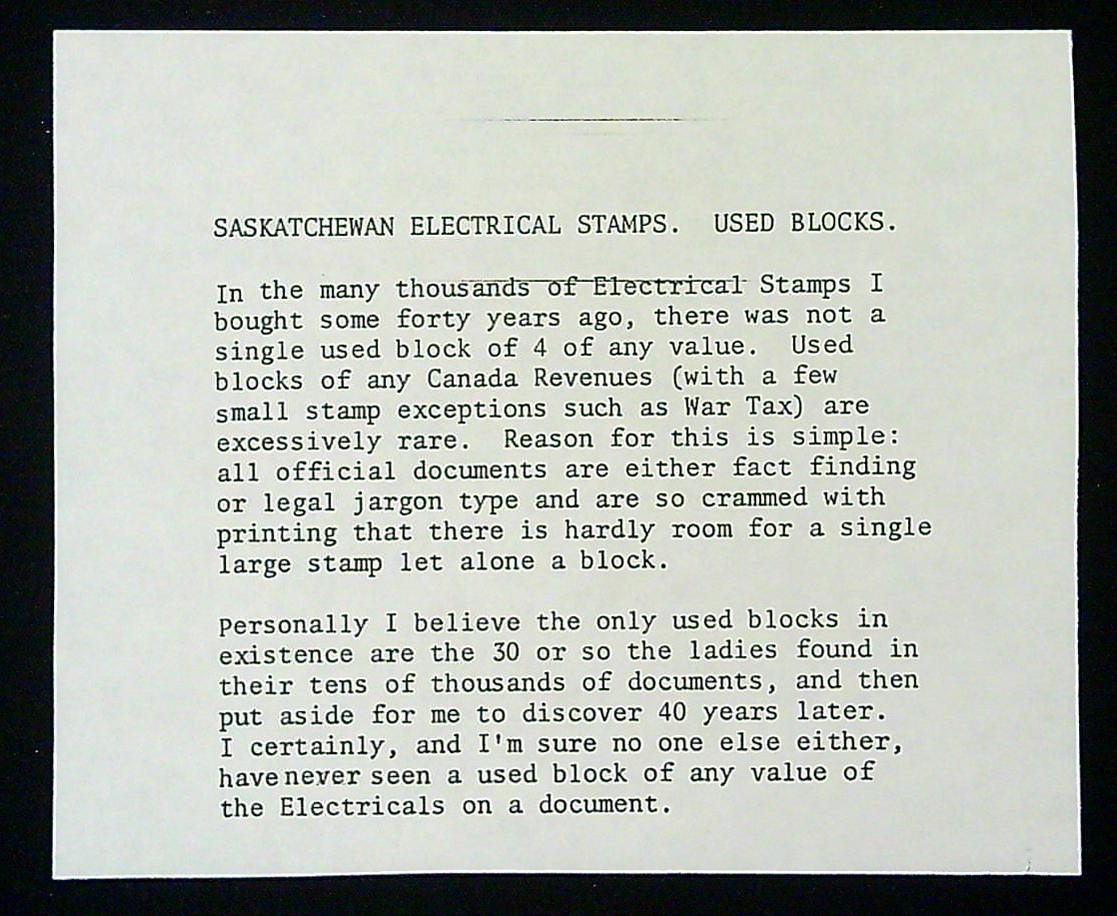 SASKATCHEWAN ELECTRICAL STAMPS.  USED BLOCKS.
In the many thousands of Electrical Stamps I
bought some forty years ago, there was not a
single used block of 4 of any value.  Used
blocks of any Canada Revenues (with a few
small stamp exceptions such as War Tax) are
excessively rare.  Reason for this is simple:
all official documents are either fact finding
or legal jargon type and are so crammed with
printing that there is hardly room for a single
large stamp let alone a block.
Personally I believe the only used blocks in
existence are the 30 or so the ladies found in
their tens of thousands of documents, and then
put aside for me to discover 40 years later.
I certainly, and I'm sure no one else either,
have never seen a used block of any value of
the Electricals on a document.